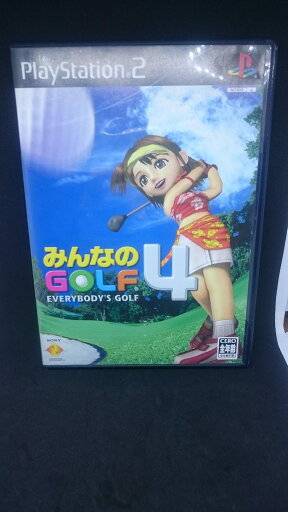 PlayStation 2
みんなの
GOLF 4
EVERYBODY'S GOLF
SONY
CERO
全年齢